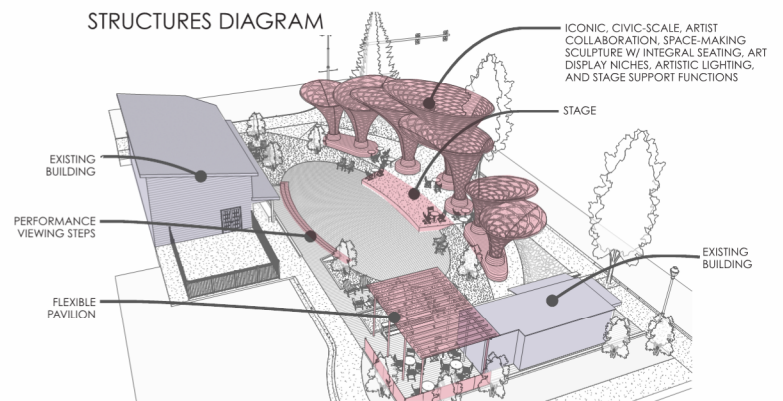 STRUCTURES DIAGRAM
ICONIC, CIVIC-SCALE, ARTIST
COLLABORATION, SPACE-MAKING
SCULPTURE W/ INTEGRAL SEATING, ART
DISPLAY NICHES, ARTISTIC LIGHTING,
AND STAGE SUPPORT FUNCTIONS
STAGE
EXISTING
BUILDING
PERFORMANCE
VIEWING STEPS
EXISTING
BUILDING
FLEXIBLE
PAVILION